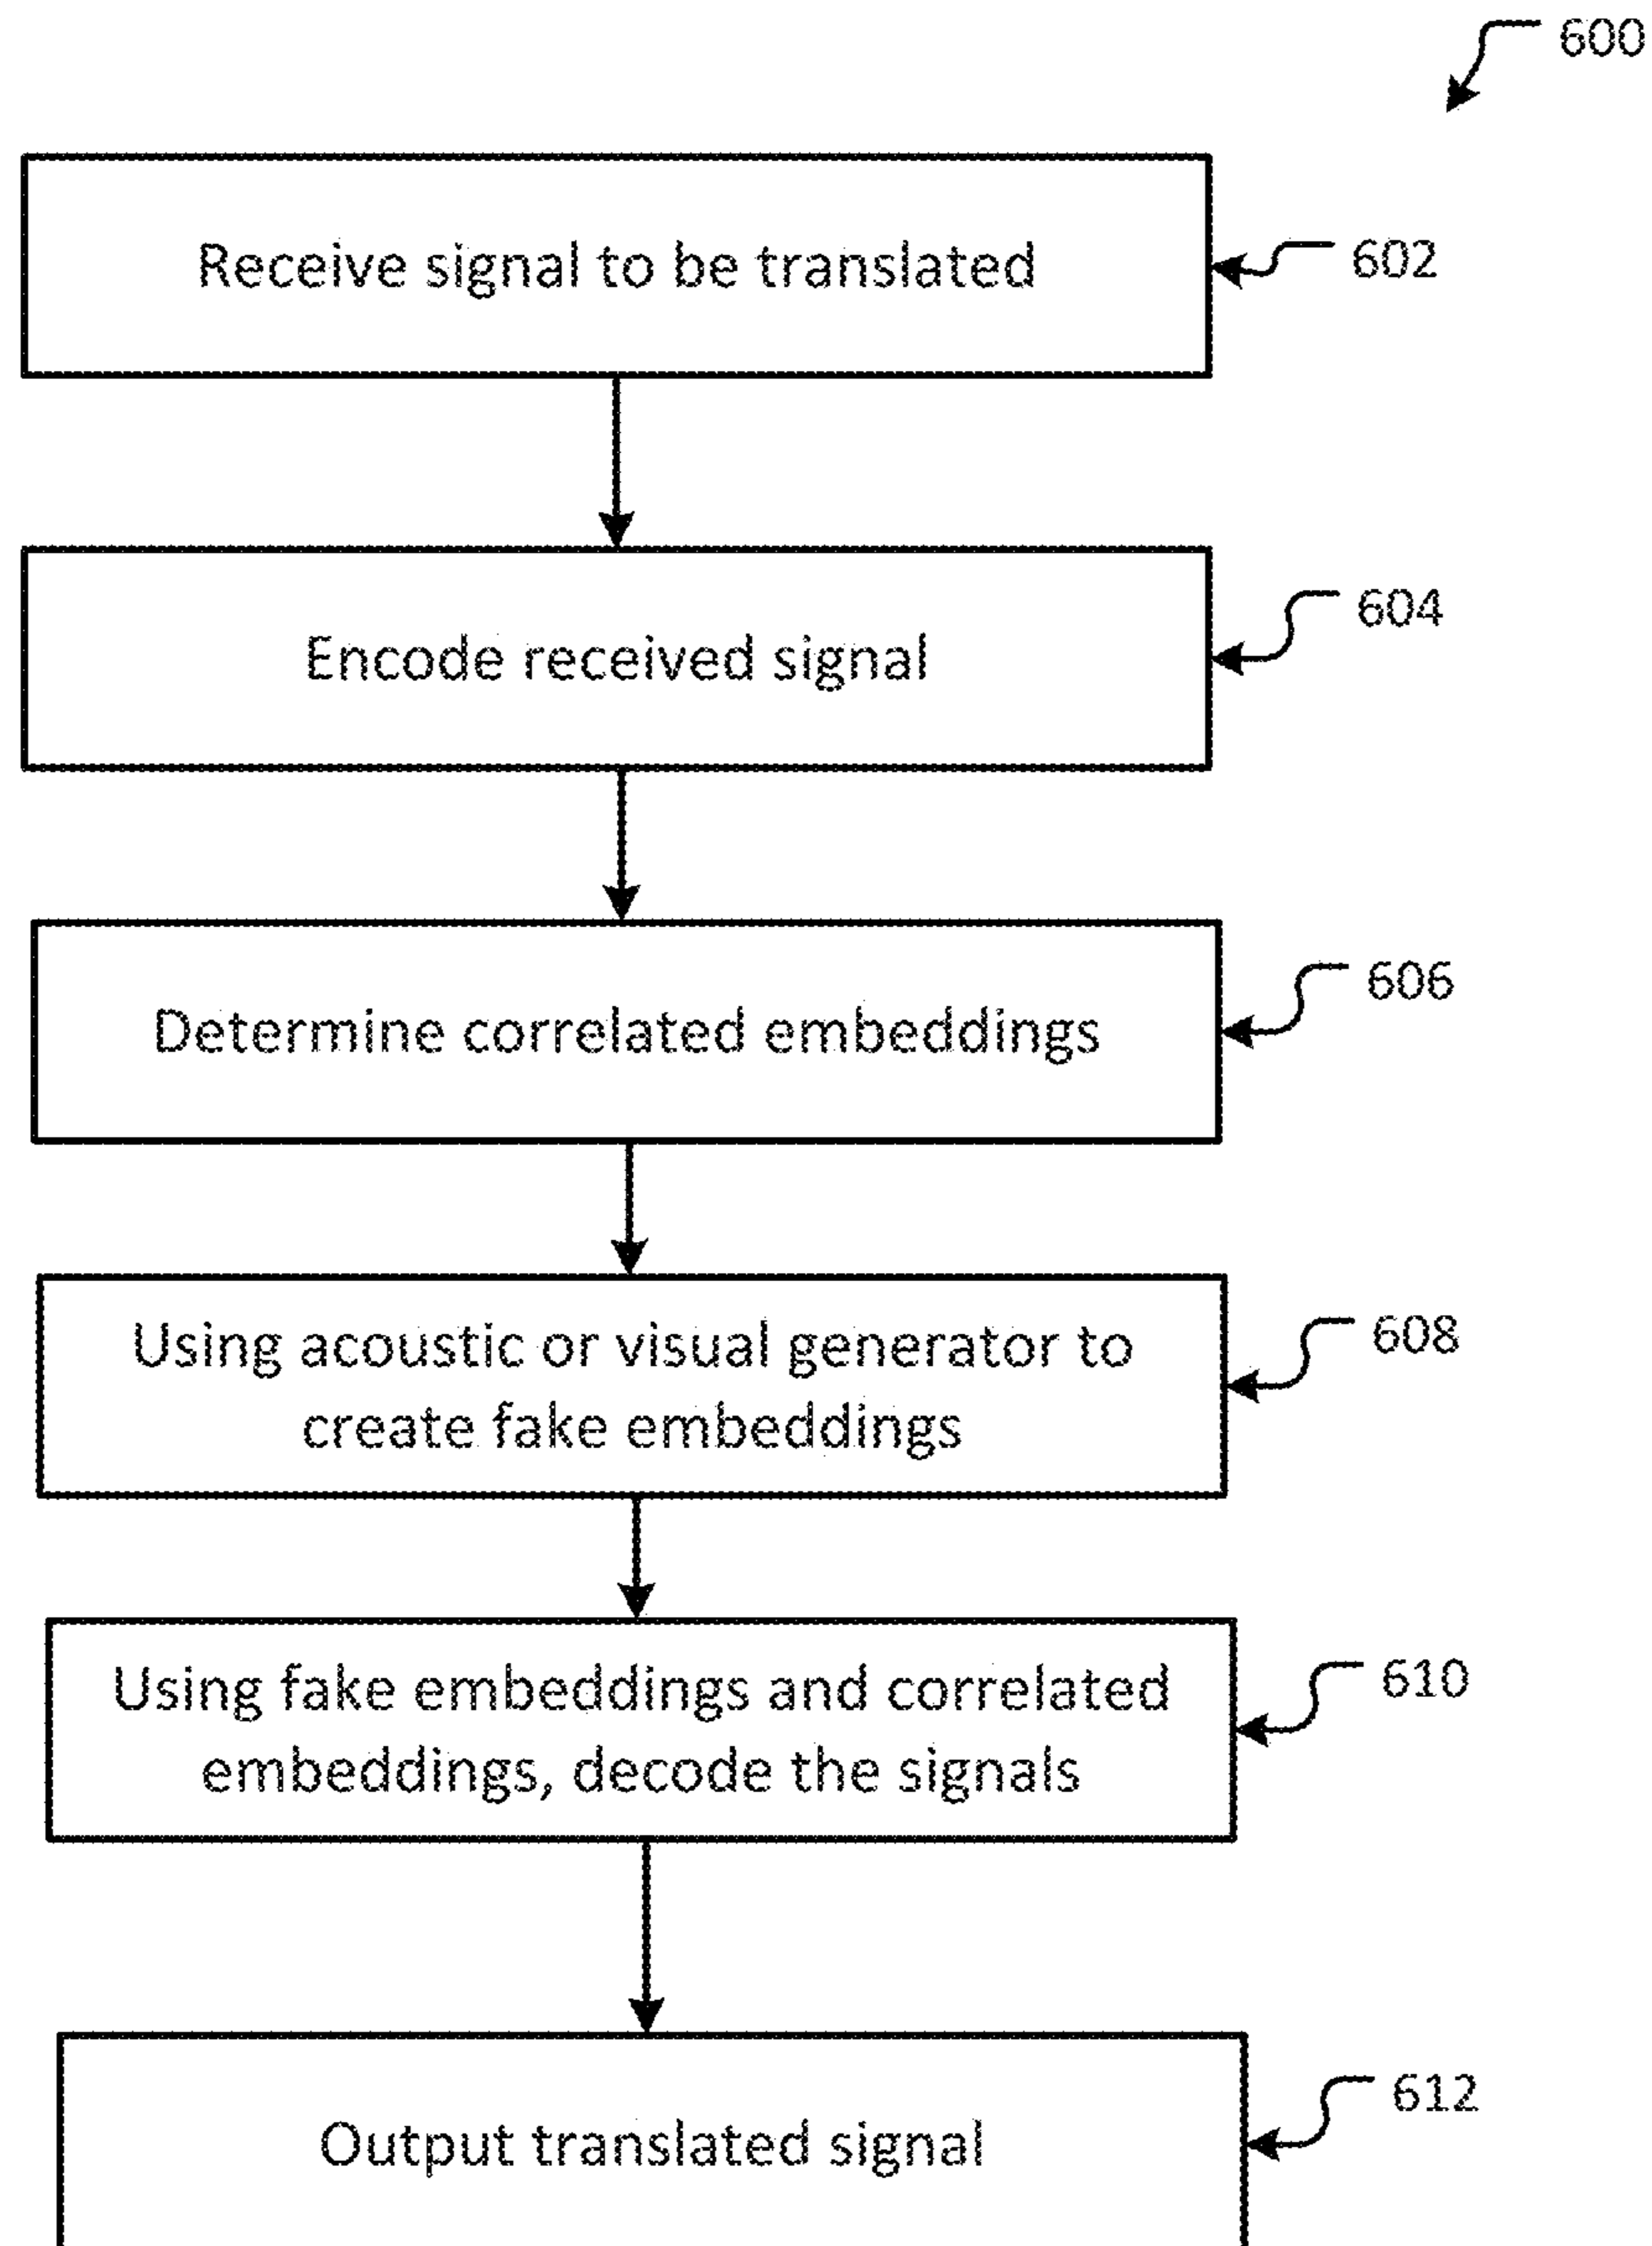 600
Receive signal to be translated
602
Encode received signal
604
Determine correlated embeddings
606
Using acoustic or visual generator to
create fake embeddings
608
Using fake embeddings and correlated
embeddings, decode the signals
610
Output translated signal
612